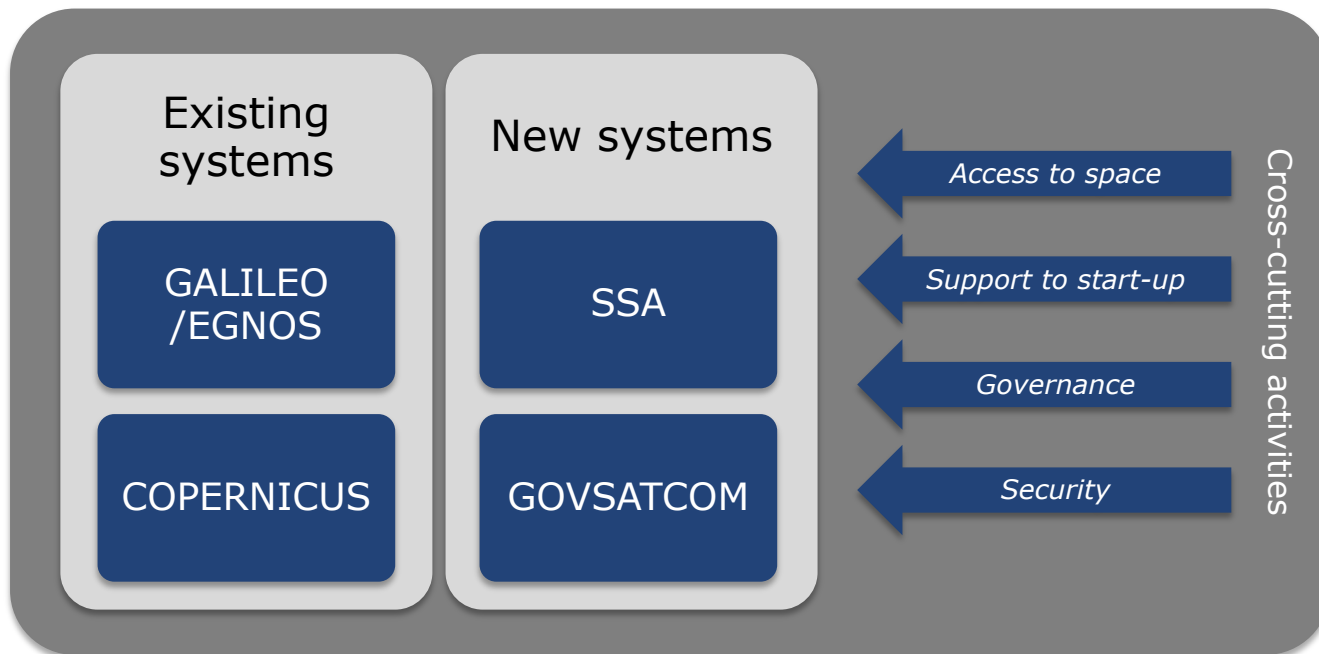 Existing
systems
GALILEO
/EGNOS
COPERNICUS
New systems
SSA
GOVSATCOM
Access to space
Support to start-up
Governance
Security
Cross-cutting activities